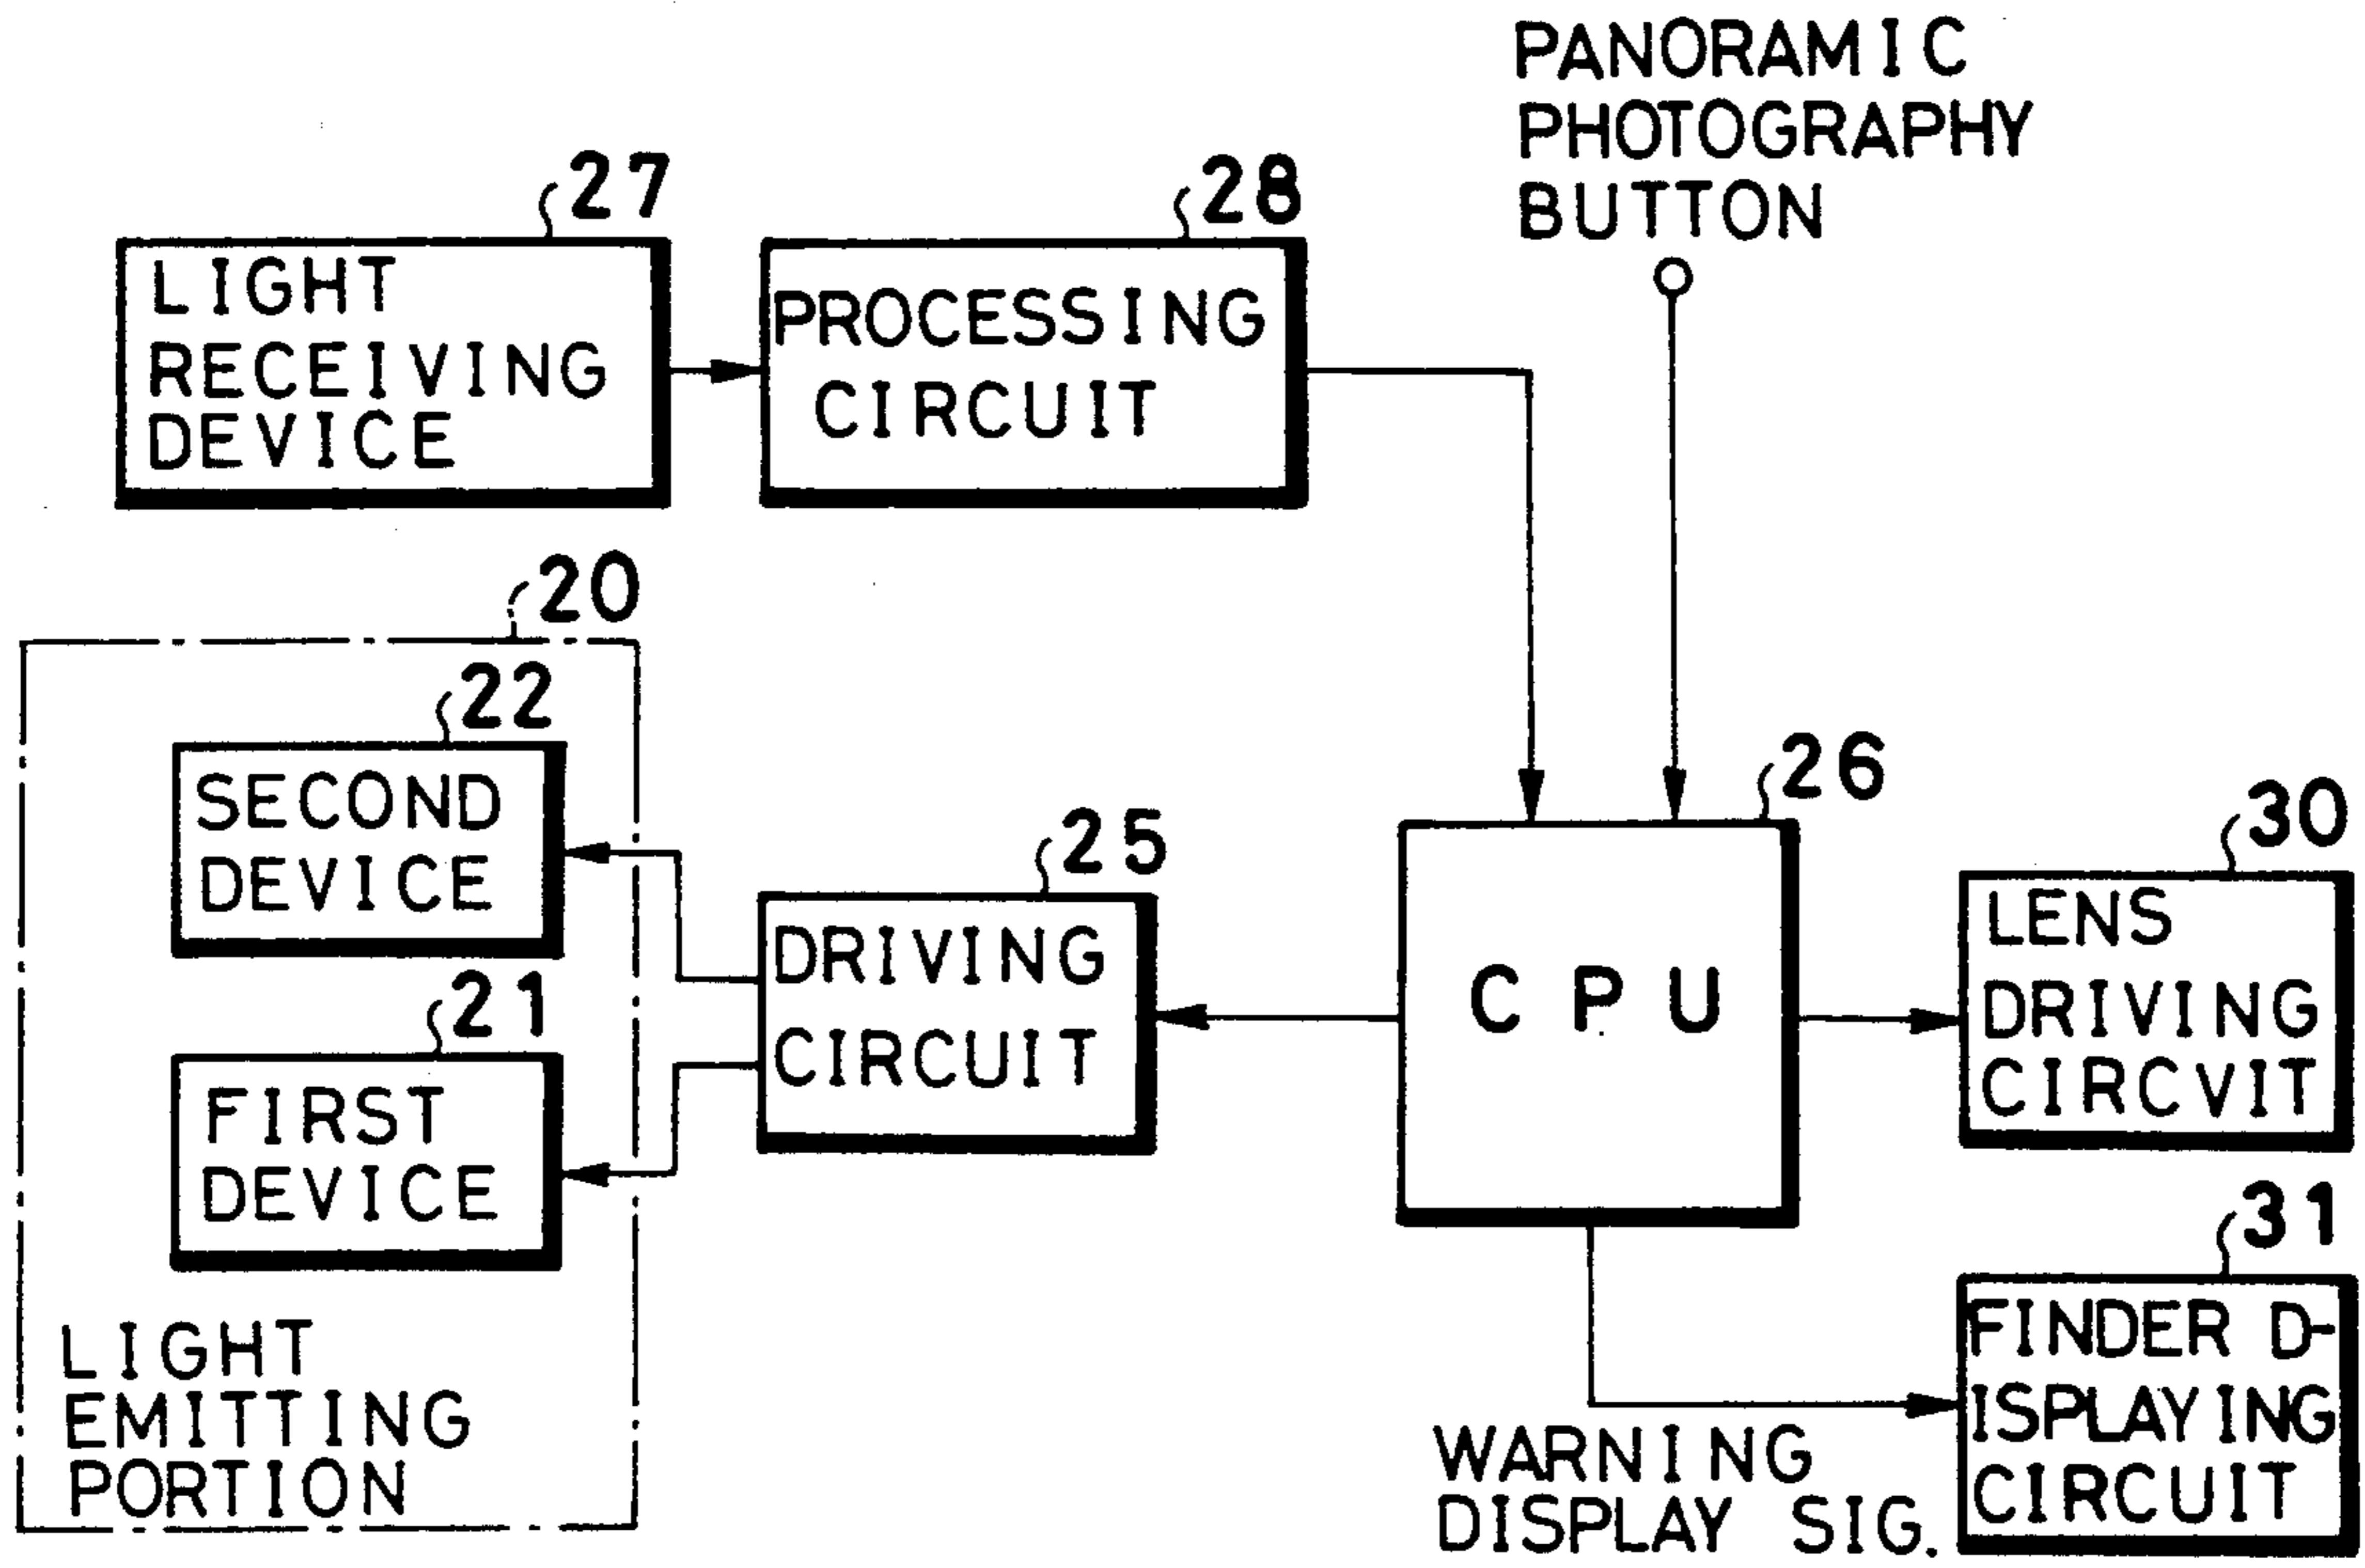 PANORAMIC
PHOTOGRAPHY
BUTTON
27
LIGHT
RECEIVING
DEVICE
28
PROCESSING
CIRCUIT
20
22
SECOND
DEVICE
21
FIRST
DEVICE
LIGHT
EMITTING
PORTION
25
DRIVING
CIRCUIT
26
CPU
30
LENS
DRIVING
CIRCVIT
31
FINDER D-
ISPLAYING
CIRCUIT
WARNING
DISPLAY SIG.